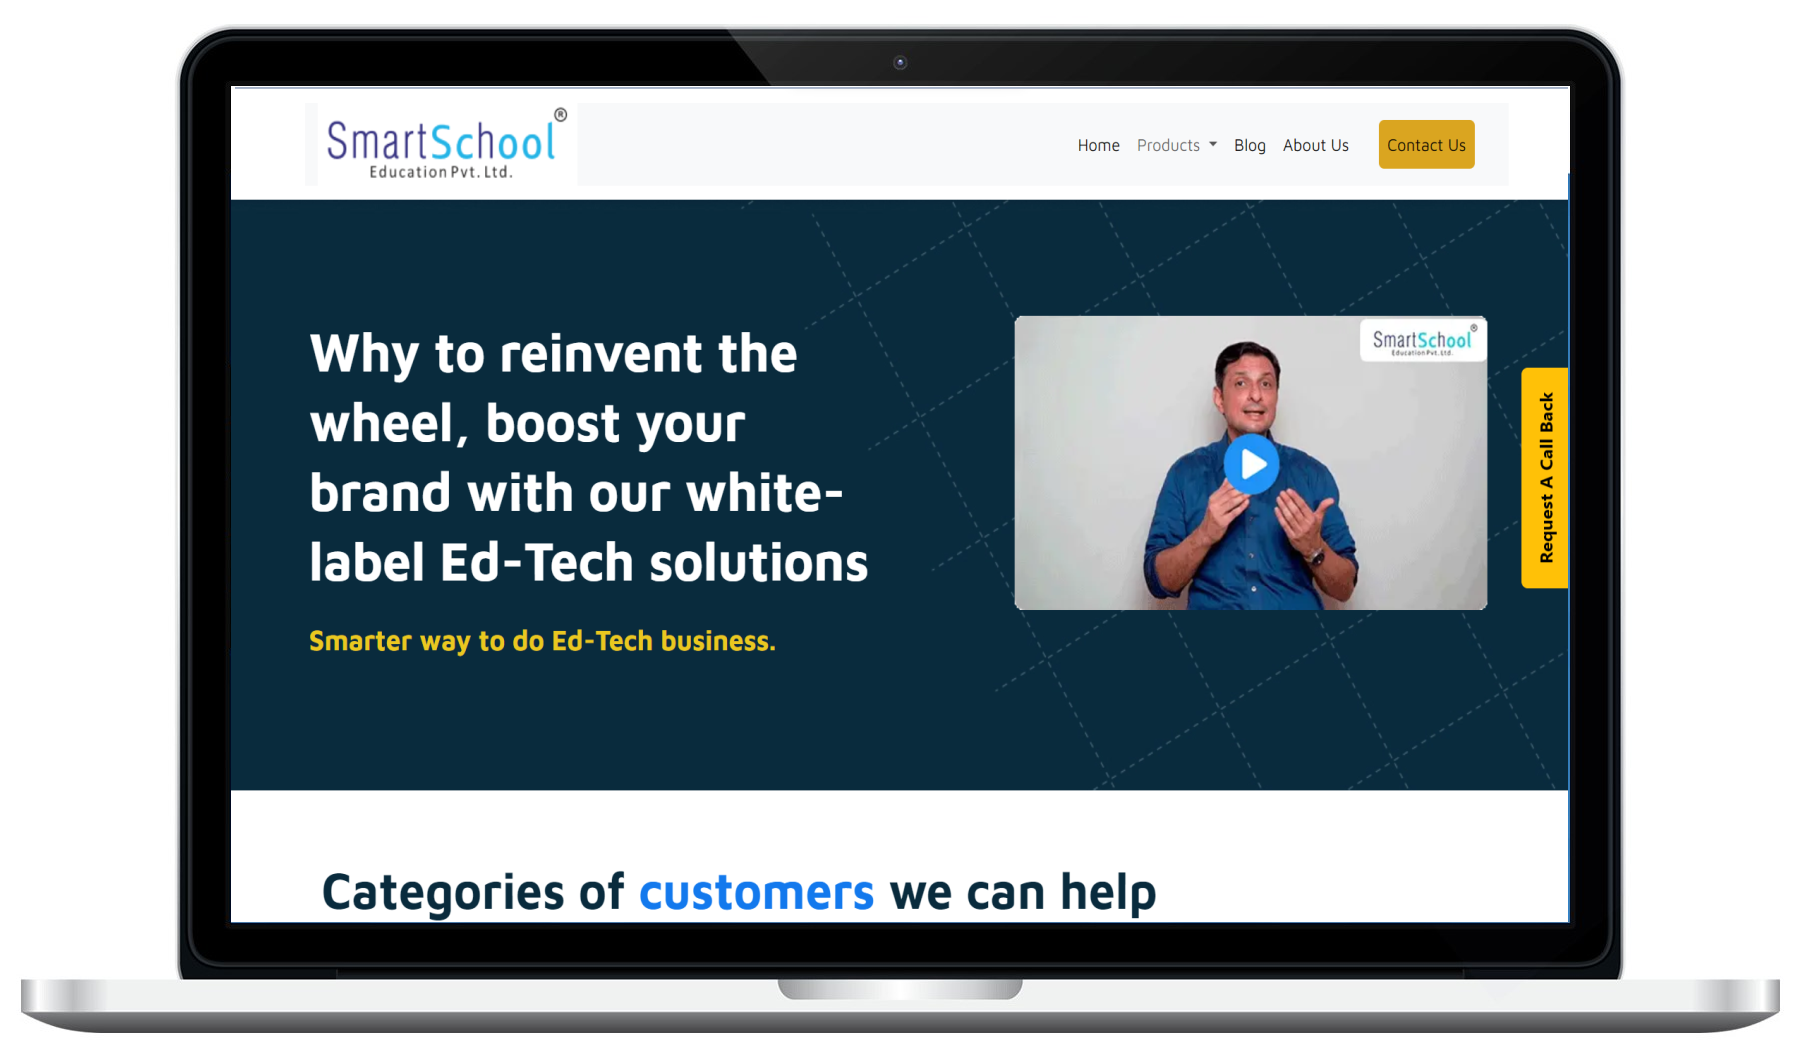 SmartSchool®
Education Pvt. Ltd.
Home Products Blog About Us Contact Us
Why to reinvent the
wheel, boost your
brand with our white-
label Ed-Tech solutions
Smarter way to do Ed-Tech business.
SmartSchool®
Education Pvt. Ltd.
Request A Call Back
Categories of customers we can help